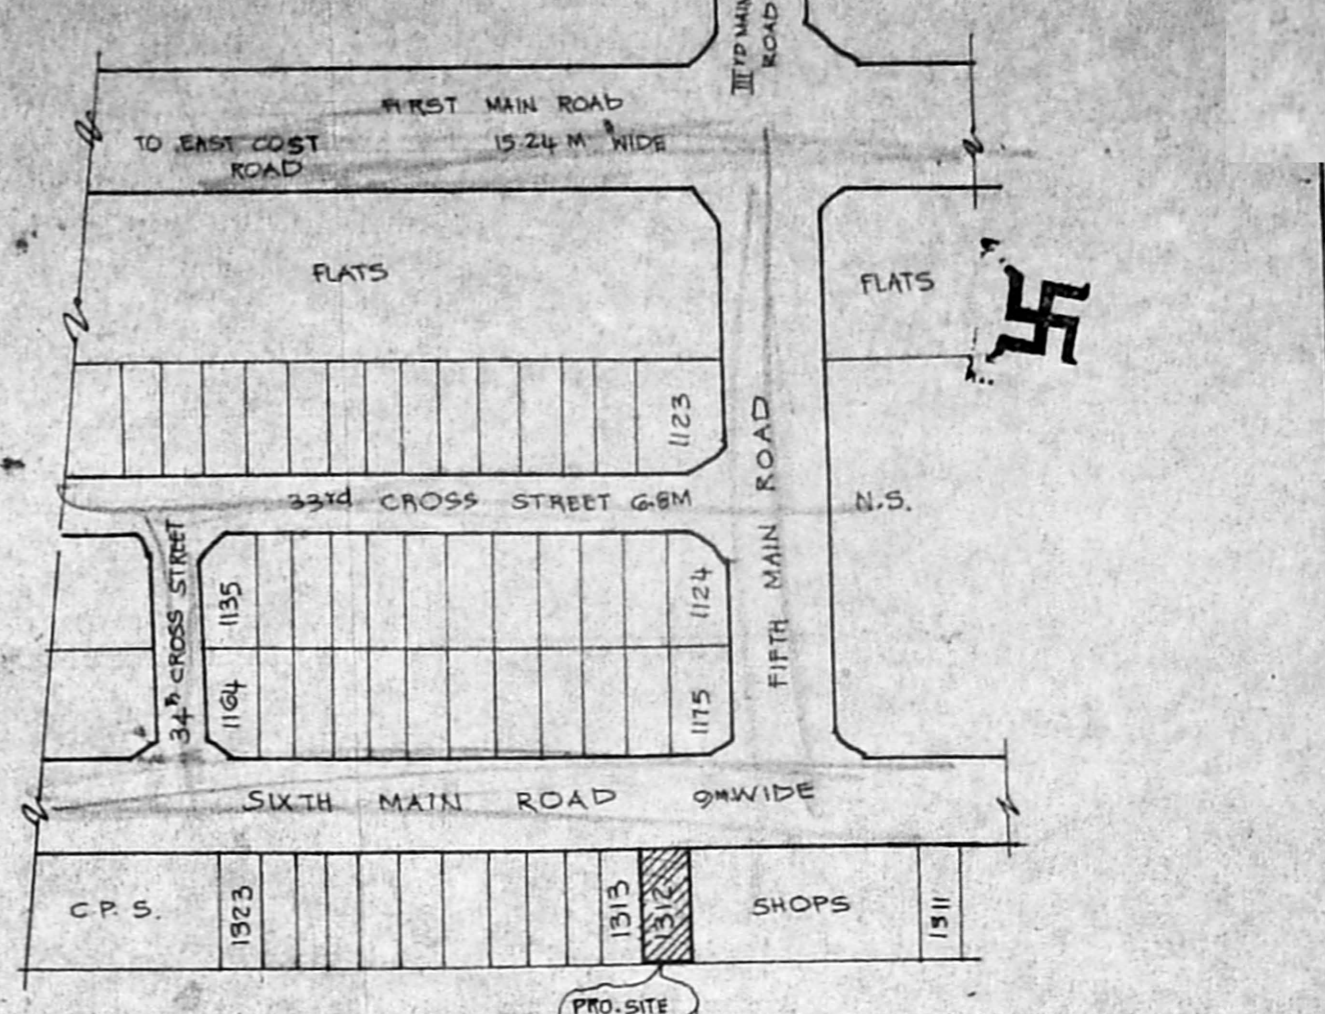 III RD MAIN
ROAD
FIRST MAIN ROAD
TO EAST COST
ROAD
15.24 M WIDE
FLATS
FLATS
1123
FIFTH MAIN ROAD
33rd CROSS STREET 6.8M
N.S.
34th CROSS STREET
1135
1124
1164
1175
SIXTH MAIN ROAD 9M WIDE
C.P. S.
1323
1313
1312
SHOPS
1311
PRO.SITE